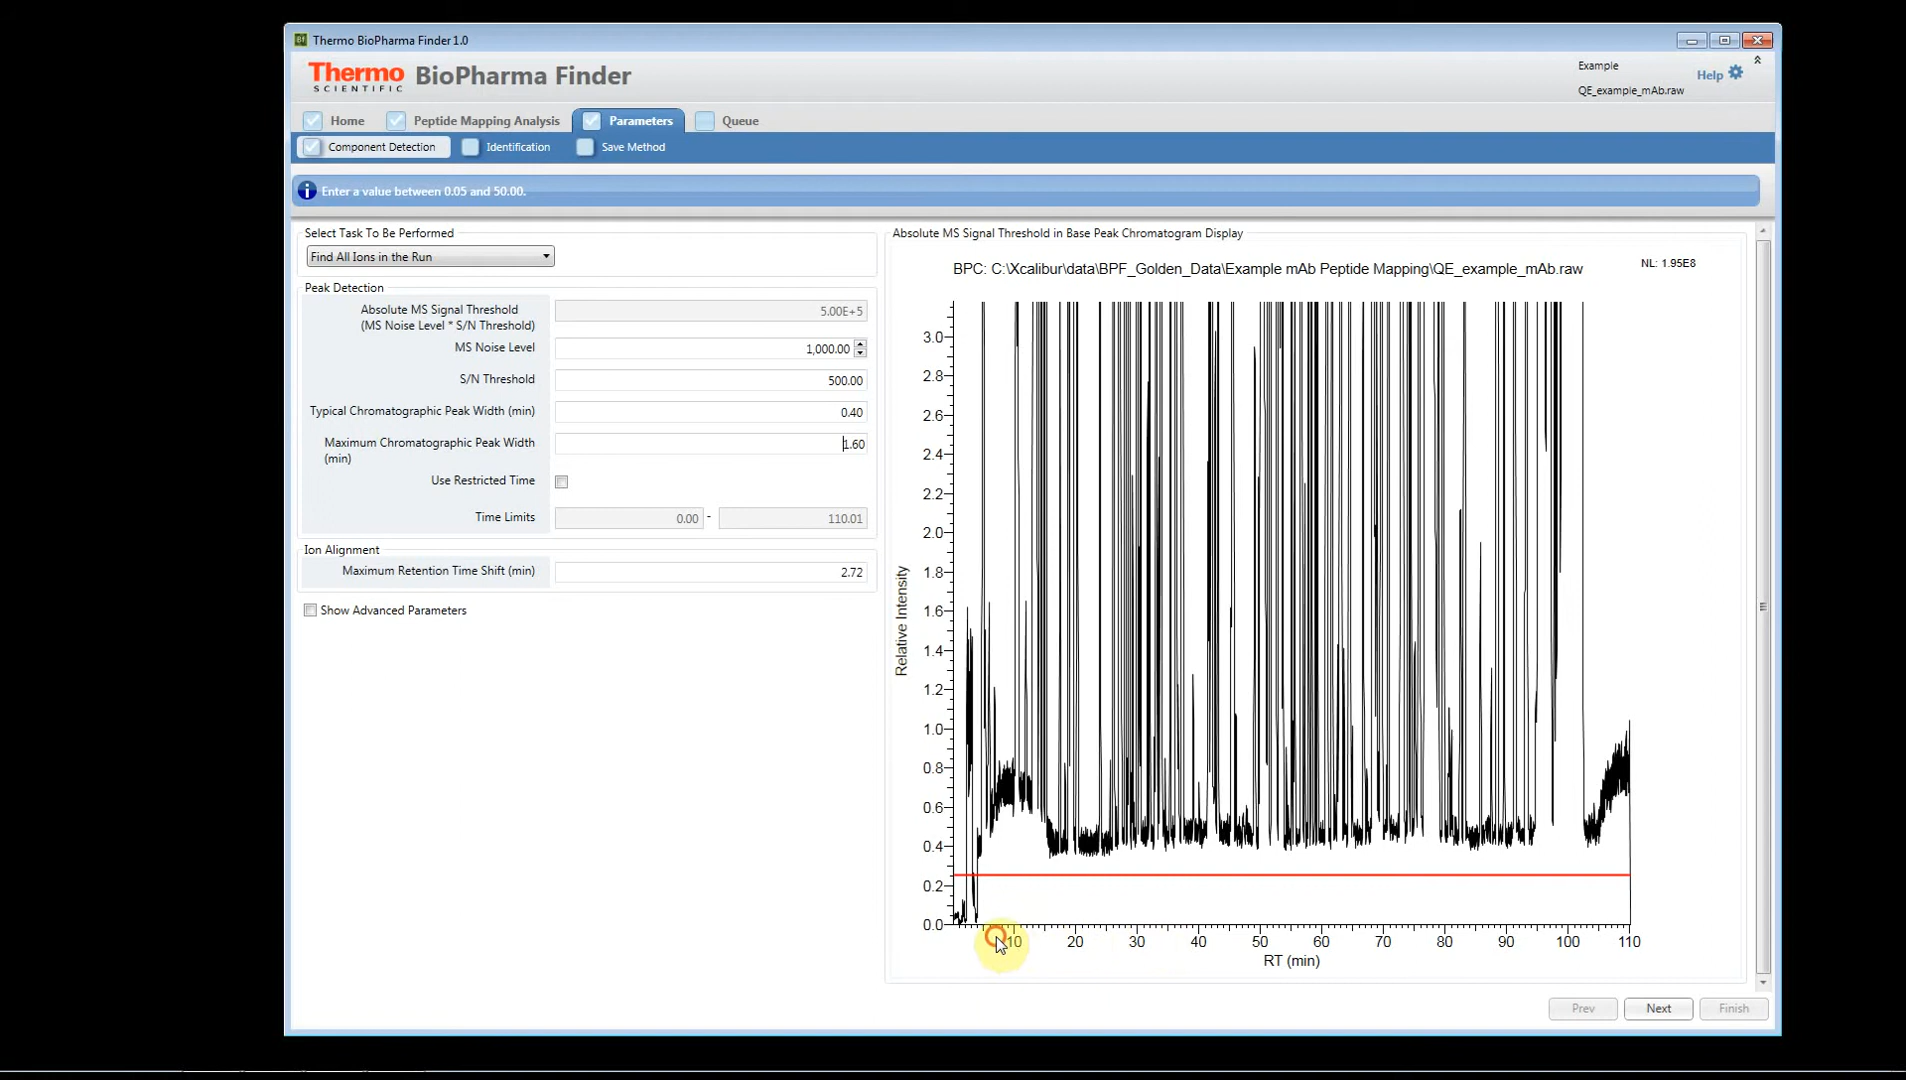 Thermo BioPharma Finder 1.0
Thermo
SCIENTIFIC
BioPharma Finder
Example
QE_example_mAb.raw
Help
Home
Peptide Mapping Analysis
Parameters
Queue
Component Detection
Identification
Save Method
Enter a value between 0.05 and 50.00.
Select Task To Be Performed
Find All Ions in the Run
Peak Detection
Absolute MS Signal Threshold
(MS Noise Level * S/N Threshold)
5.00E+5
MS Noise Level
1,000.00
S/N Threshold
500.00
Typical Chromatographic Peak Width (min)
0.40
Maximum Chromatographic Peak Width
(min)
1.60
Use Restricted Time
Time Limits
0.00
-
110.01
Ion Alignment
Maximum Retention Time Shift (min)
2.72
Show Advanced Parameters
Absolute MS Signal Threshold in Base Peak Chromatogram Display
BPC: C:\Xcalibur\data\BPF_Golden_Data\Example mAb Peptide Mapping\QE_example_mAb.raw
NL: 1.95E8
Relative Intensity
3.0
2.8
2.6
2.4
2.2
2.0
1.8
1.6
1.4
1.2
1.0
0.8
0.6
0.4
0.2
0.0
10 20 30 40 50 60 70 80 90 100 110
RT (min)
Prev
Next
Finish